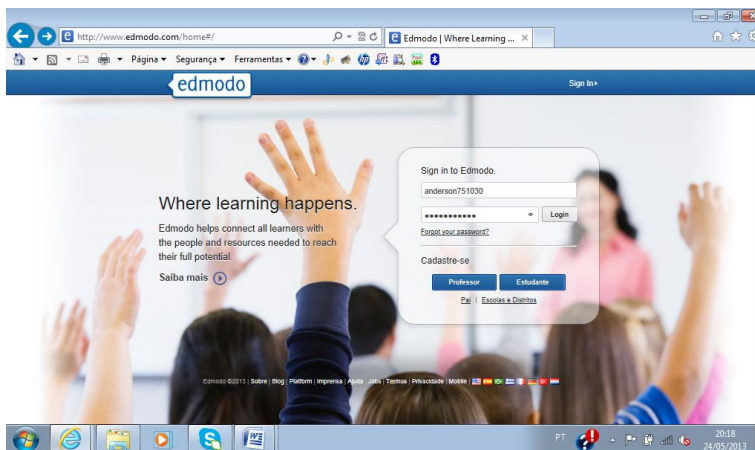 http://www.edmodo.com/home#/
Edmodo | Where Learning ...
Página Segurança Ferramentas
edmodo
Sign In
Where learning happens.
Edmodo helps connect all learners with
the people and resources needed to reach
their full potential.
Saiba mais
Sign in to Edmodo.
anderson751030
Login
Forgot your password?
Cadastre-se
Professor Estudante
Pai | Escolas e Distritos
Edmodo ©2013 | Sobre | Blog | Platform | Imprensa | Ajuda Jobs | Termos | Privacidade | Mobile |
PT
20:18
24/05/2013